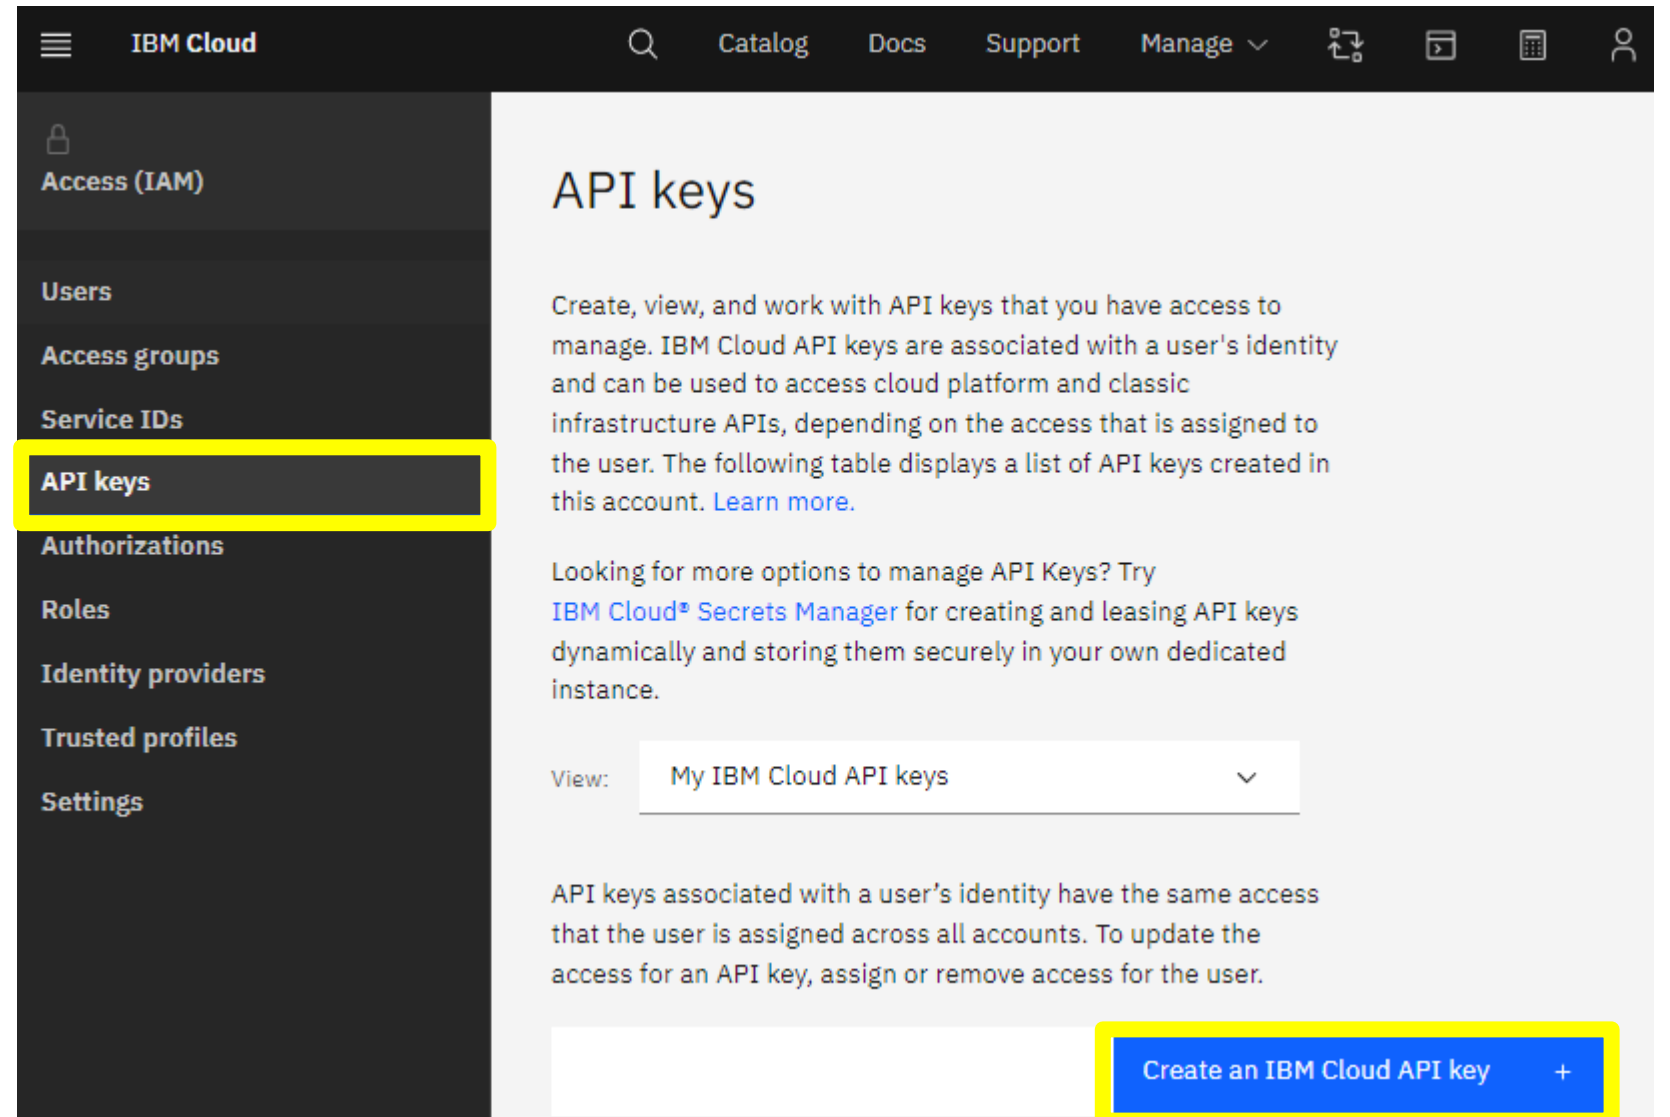 IBM Cloud
Catalog
Docs
Support
Manage
Access (IAM)
Users
Access groups
Service IDs
API keys
Authorizations
Roles
Identity providers
Trusted profiles
Settings
API keys
Create, view, and work with API keys that you have access to
manage. IBM Cloud API keys are associated with a user's identity
and can be used to access cloud platform and classic
infrastructure APIs, depending on the access that is assigned to
the user. The following table displays a list of API keys created in
this account. Learn more.
Looking for more options to manage API Keys? Try
IBM Cloud® Secrets Manager for creating and leasing API keys
dynamically and storing them securely in your own dedicated
instance.
View:
My IBM Cloud API keys
API keys associated with a user’s identity have the same access
that the user is assigned across all accounts. To update the
access for an API key, assign or remove access for the user.
Create an IBM Cloud API key +